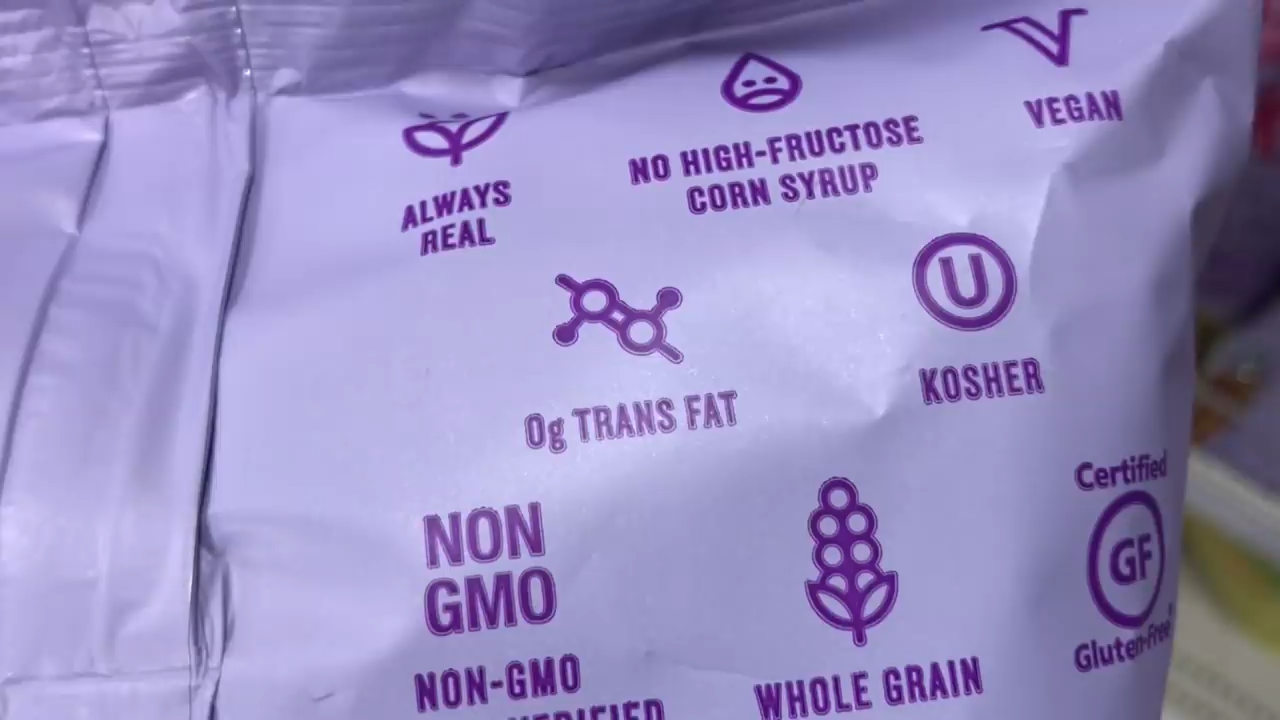 ALWAYS
REAL
NO HIGH-FRUCTOSE
CORN SYRUP
V
VEGAN
0g TRANS FAT
U
KOSHER
NON
GMO
NON-GMO
VERIFIED
WHOLE GRAIN
Certified
GF
Gluten-Free®